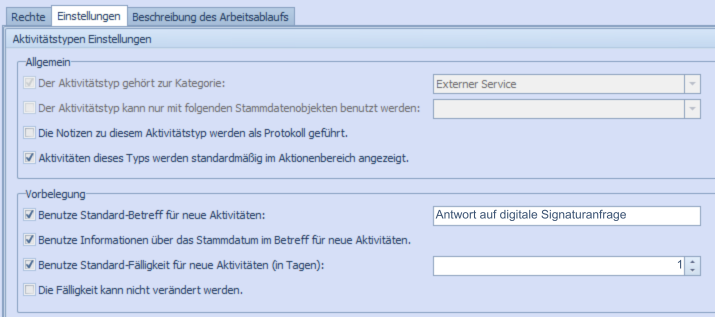 Rechte Einstellungen Beschreibung des Arbeitsablaufs
Aktivitätstypen Einstellungen
Allgemein
Der Aktivitätstyp gehört zur Kategorie: Externer Service
Der Aktivitätstyp kann nur mit folgenden Stammdatenobjekten benutzt werden:
Die Notizen zu diesem Aktivitätstyp werden als Protokoll geführt.
Aktivitäten dieses Typs werden standardmäßig im Aktionenbereich angezeigt.
Vorbelegung
Benutze Standard-Betreff für neue Aktivitäten: Antwort auf digitale Signaturanfrage
Benutze Informationen über das Stammdatum im Betreff für neue Aktivitäten.
Benutze Standard-Fälligkeit für neue Aktivitäten (in Tagen): 1
Die Fälligkeit kann nicht verändert werden.